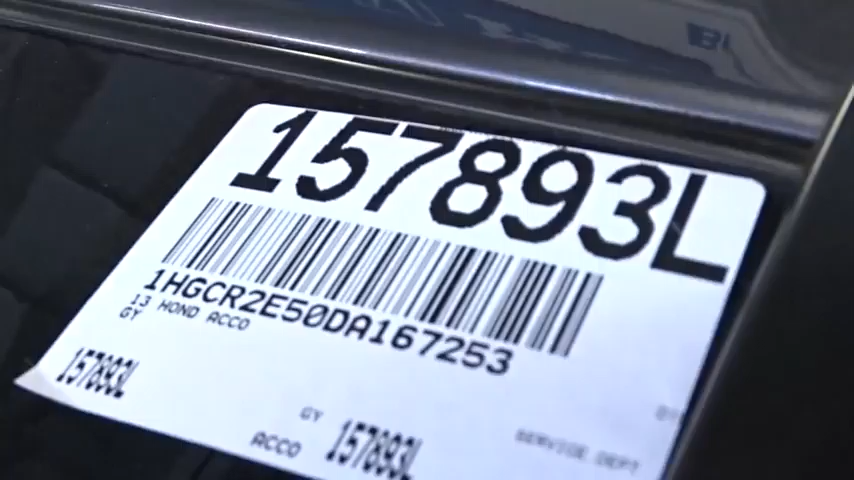 157893L
1HGCR2E50DA167253
13 HOND ACCO
GY
157893L
GY
ACCO 157893L
SERVICE DEPT